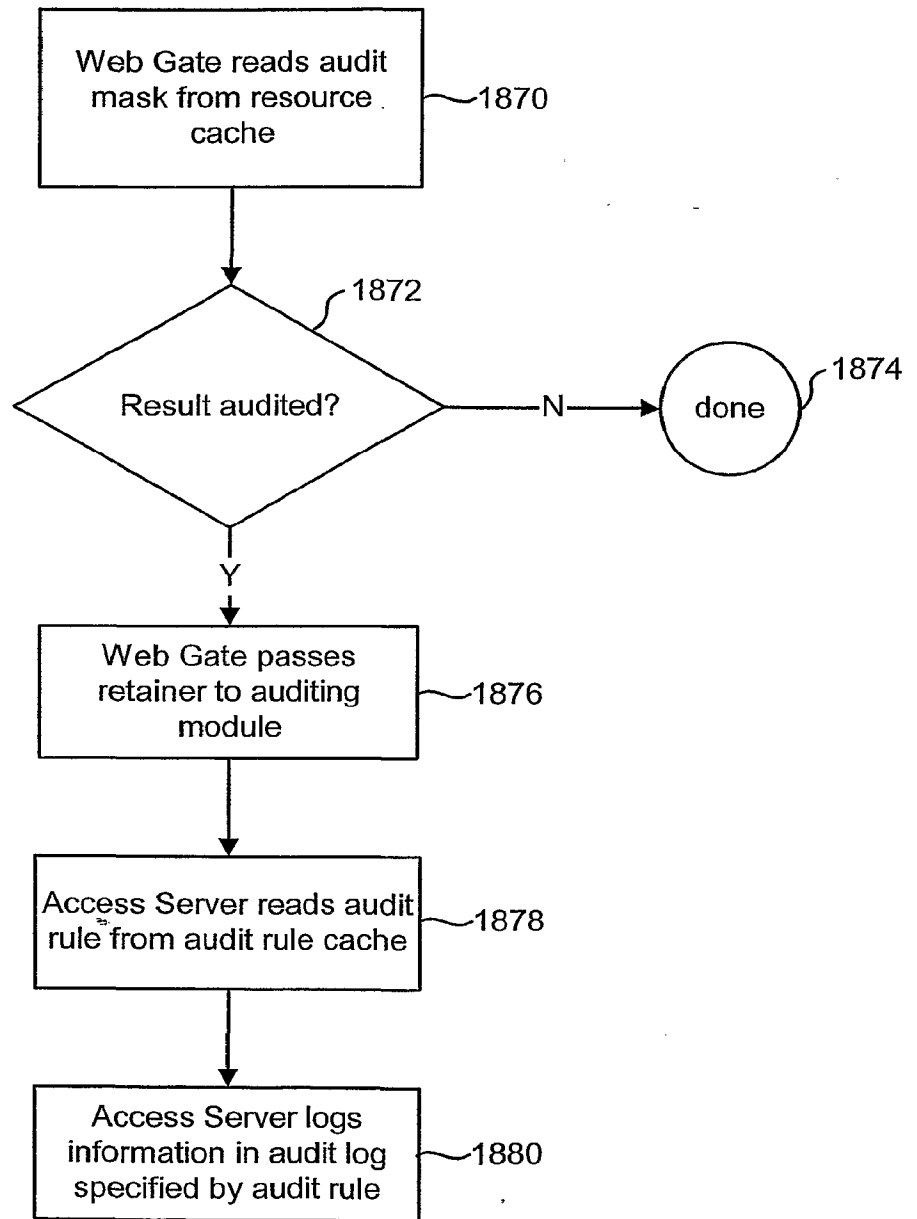 Web Gate reads audit
mask from resource
cache
1870
1872
Result audited?
N
done
1874
Y
Web Gate passes
retainer to auditing
module
1876
Access Server reads audit
rule from audit rule cache
1878
Access Server logs
information in audit log
specified by audit rule
1880